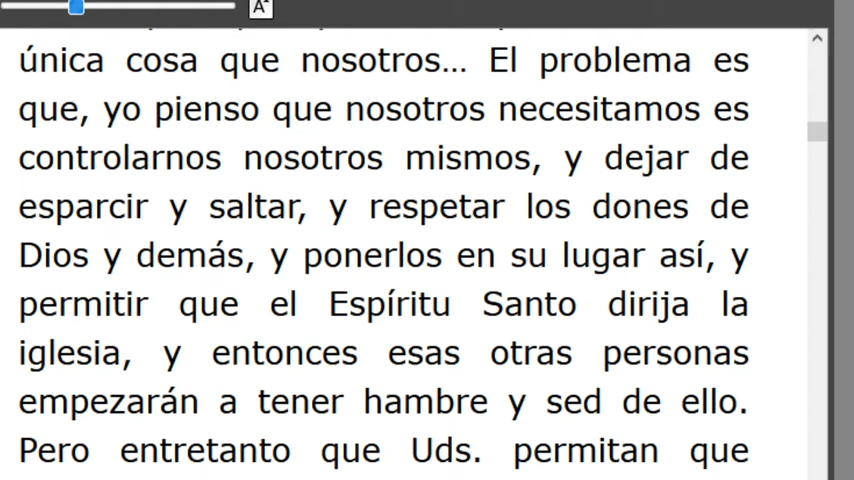 A
única cosa que nosotros... El problema es
que, yo pienso que nosotros necesitamos es
controlarnos nosotros mismos, y dejar de
esparcir y saltar, y respetar los dones de
Dios y demás, y ponerlos en su lugar así, y
permitir que el Espíritu Santo dirija la
iglesia, y entonces esas otras personas
empezarán a tener hambre y sed de ello.
Pero entretanto que Uds. permitan que